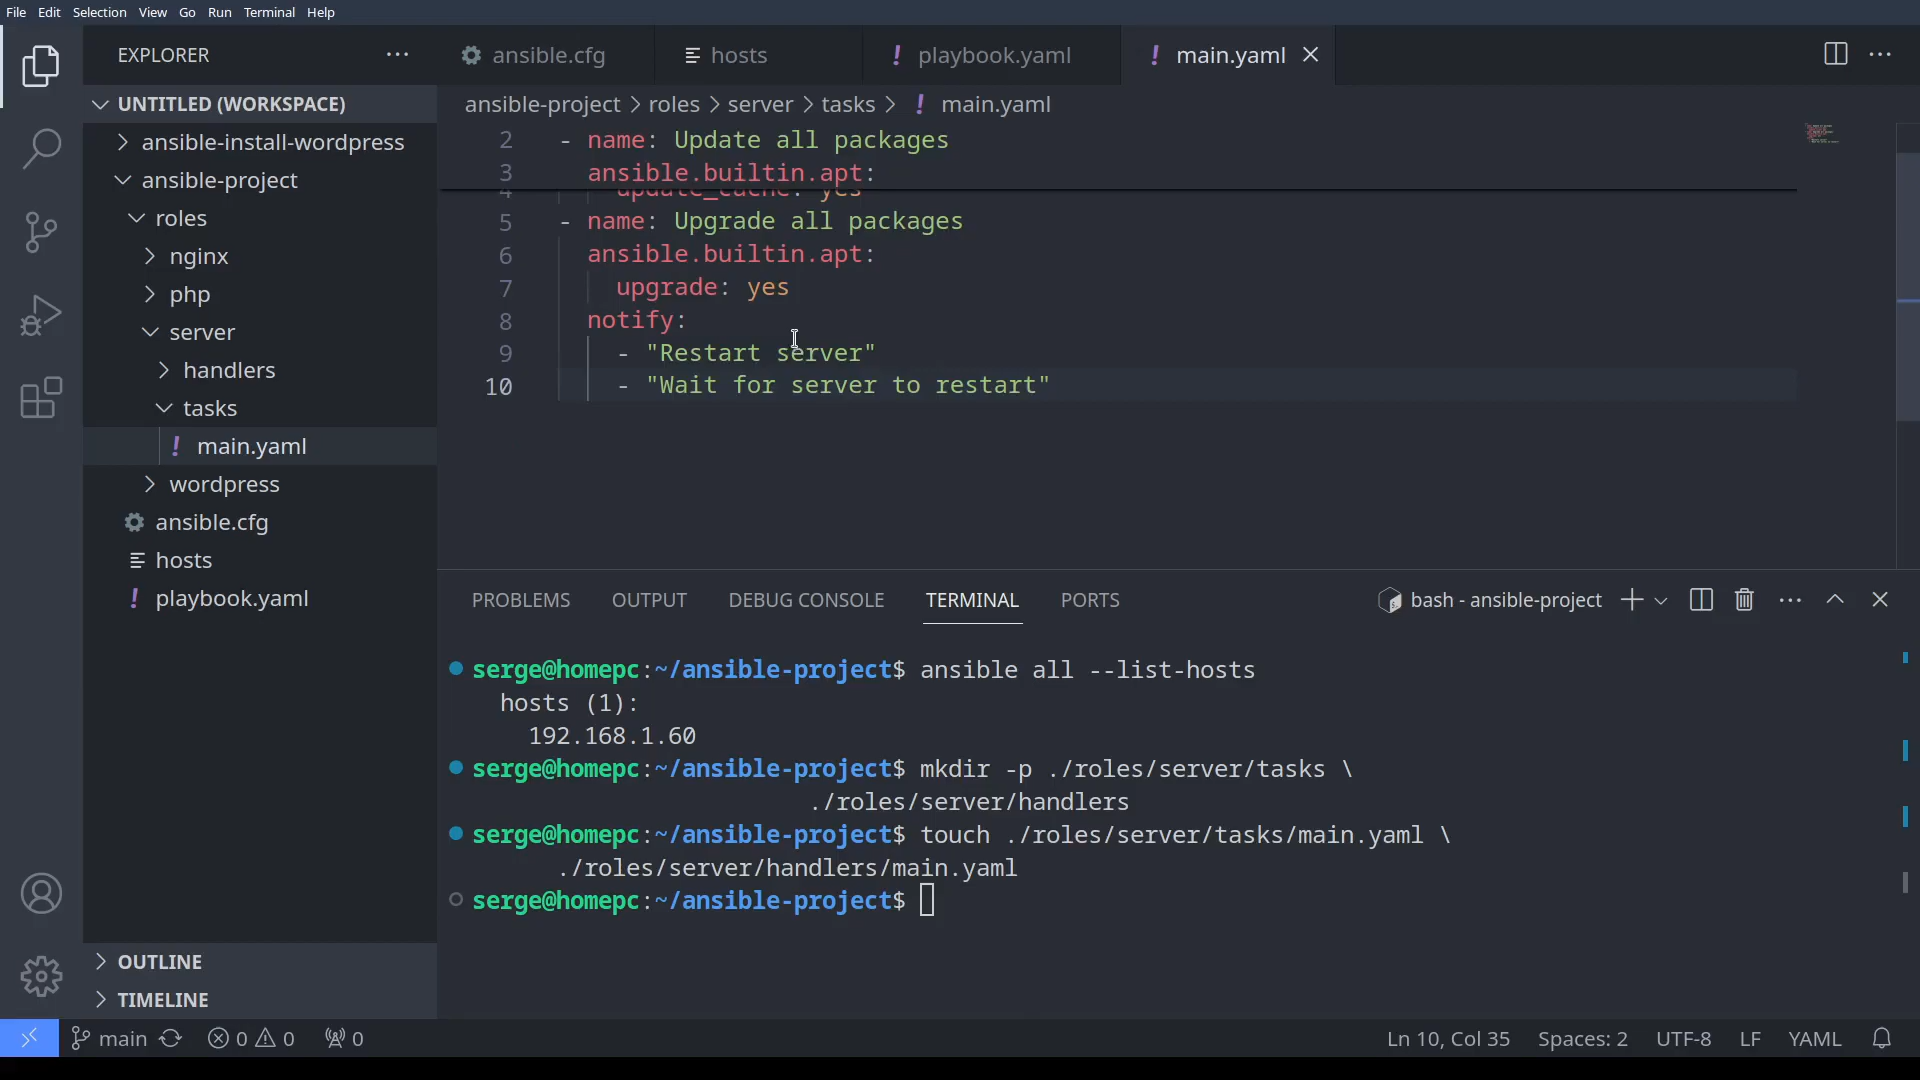 File Edit Selection View Go Run Terminal Help
EXPLORER ···
UNTITLED (WORKSPACE)
ansible-install-wordpress
ansible-project
roles
nginx
php
server
handlers
tasks
main.yaml
wordpress
ansible.cfg
hosts
playbook.yaml
OUTLINE
TIMELINE
ansible.cfg hosts ! playbook.yaml ! main.yaml
ansible-project > roles > server > tasks > ! main.yaml
2 - name: Update all packages
3 ansible.builtin.apt:
4 update_cache: yes
5 - name: Upgrade all packages
6 ansible.builtin.apt:
7 upgrade: yes
8 notify:
9 - "Restart server"
10 - "Wait for server to restart"
PROBLEMS OUTPUT DEBUG CONSOLE TERMINAL PORTS bash - ansible-project
serge@homepc:~/ansible-project$ ansible all --list-hosts
hosts (1):
192.168.1.60
serge@homepc:~/ansible-project$ mkdir -p ./roles/server/tasks \
./roles/server/handlers
serge@homepc:~/ansible-project$ touch ./roles/server/tasks/main.yaml \
./roles/server/handlers/main.yaml
serge@homepc:~/ansible-project$
main 0 0 0 Ln 10, Col 35 Spaces: 2 UTF-8 LF YAML